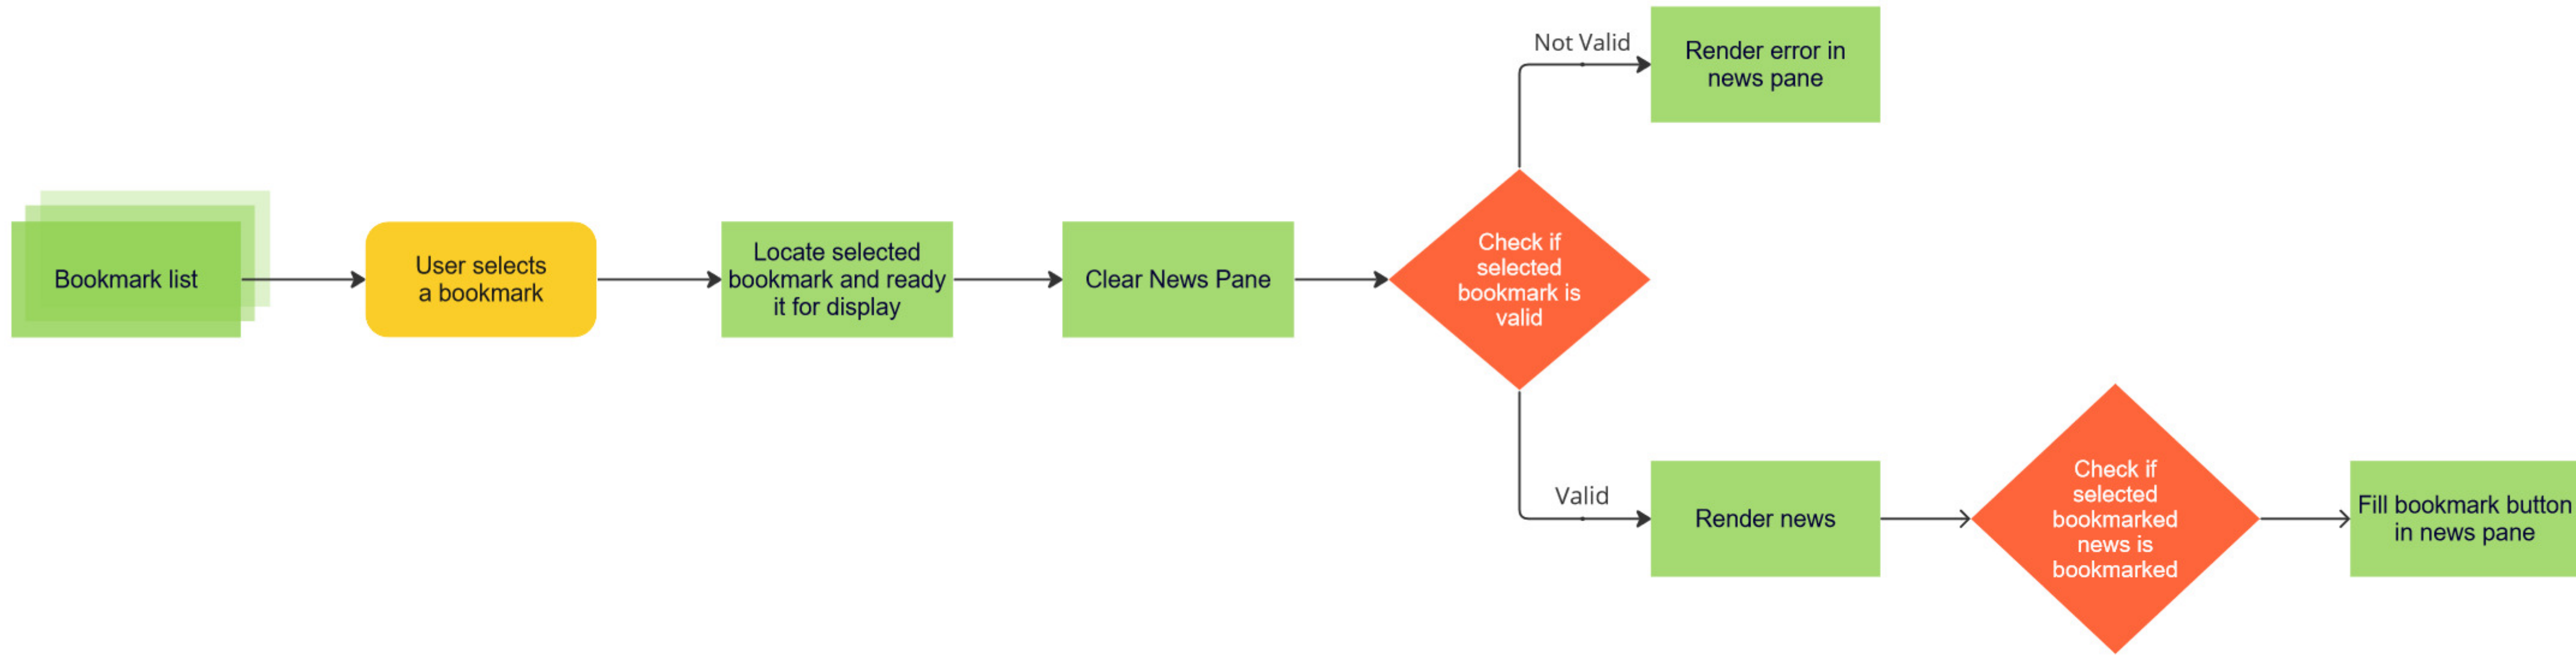 Bookmark list
User selects
a bookmark
Locate selected
bookmark and ready
it for display
Clear News Pane
Check if
selected
bookmark is
valid
Not Valid
Render error in
news pane
Valid
Render news
Check if
selected
bookmarked
news is
bookmarked
Fill bookmark button
in news pane